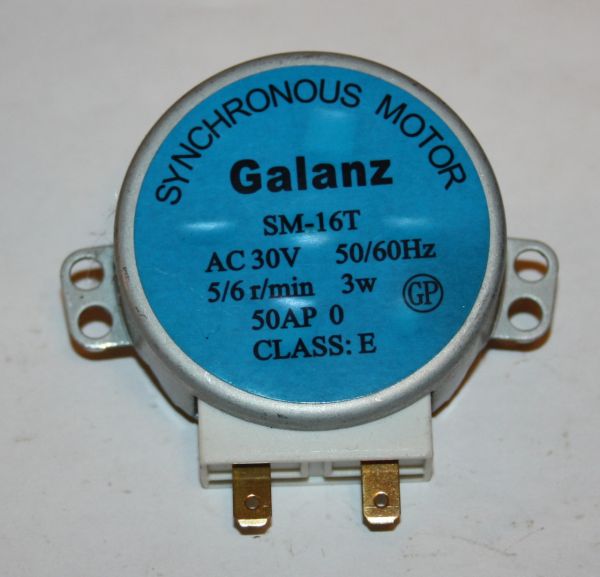 SYNCHRONOUS MOTOR
Galanz
SM-16T
AC 30V 50/60Hz
5/6 r/min 3w GP
50AP 0
CLASS: E